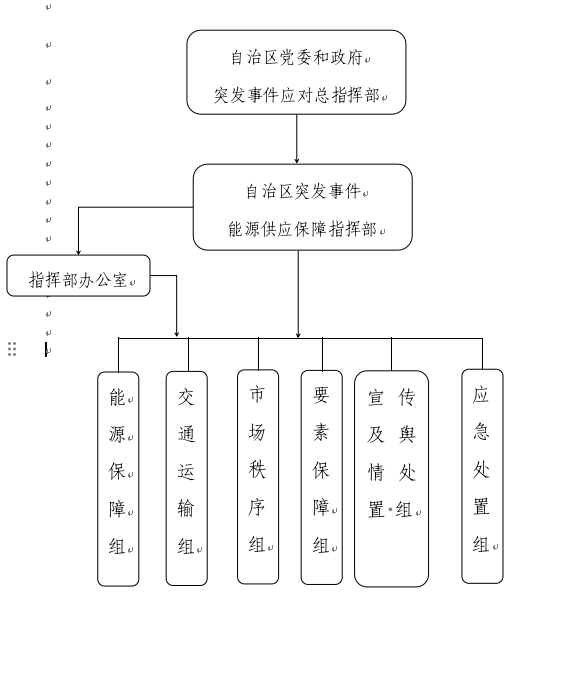 自治区党委和政府
突发事件应对总指挥部
自治区突发事件
能源供应保障指挥部
指挥部办公室
能源保障组
交通运输组
市场秩序组
要素保障组
宣传
及舆
情处
置 组
应急处置组